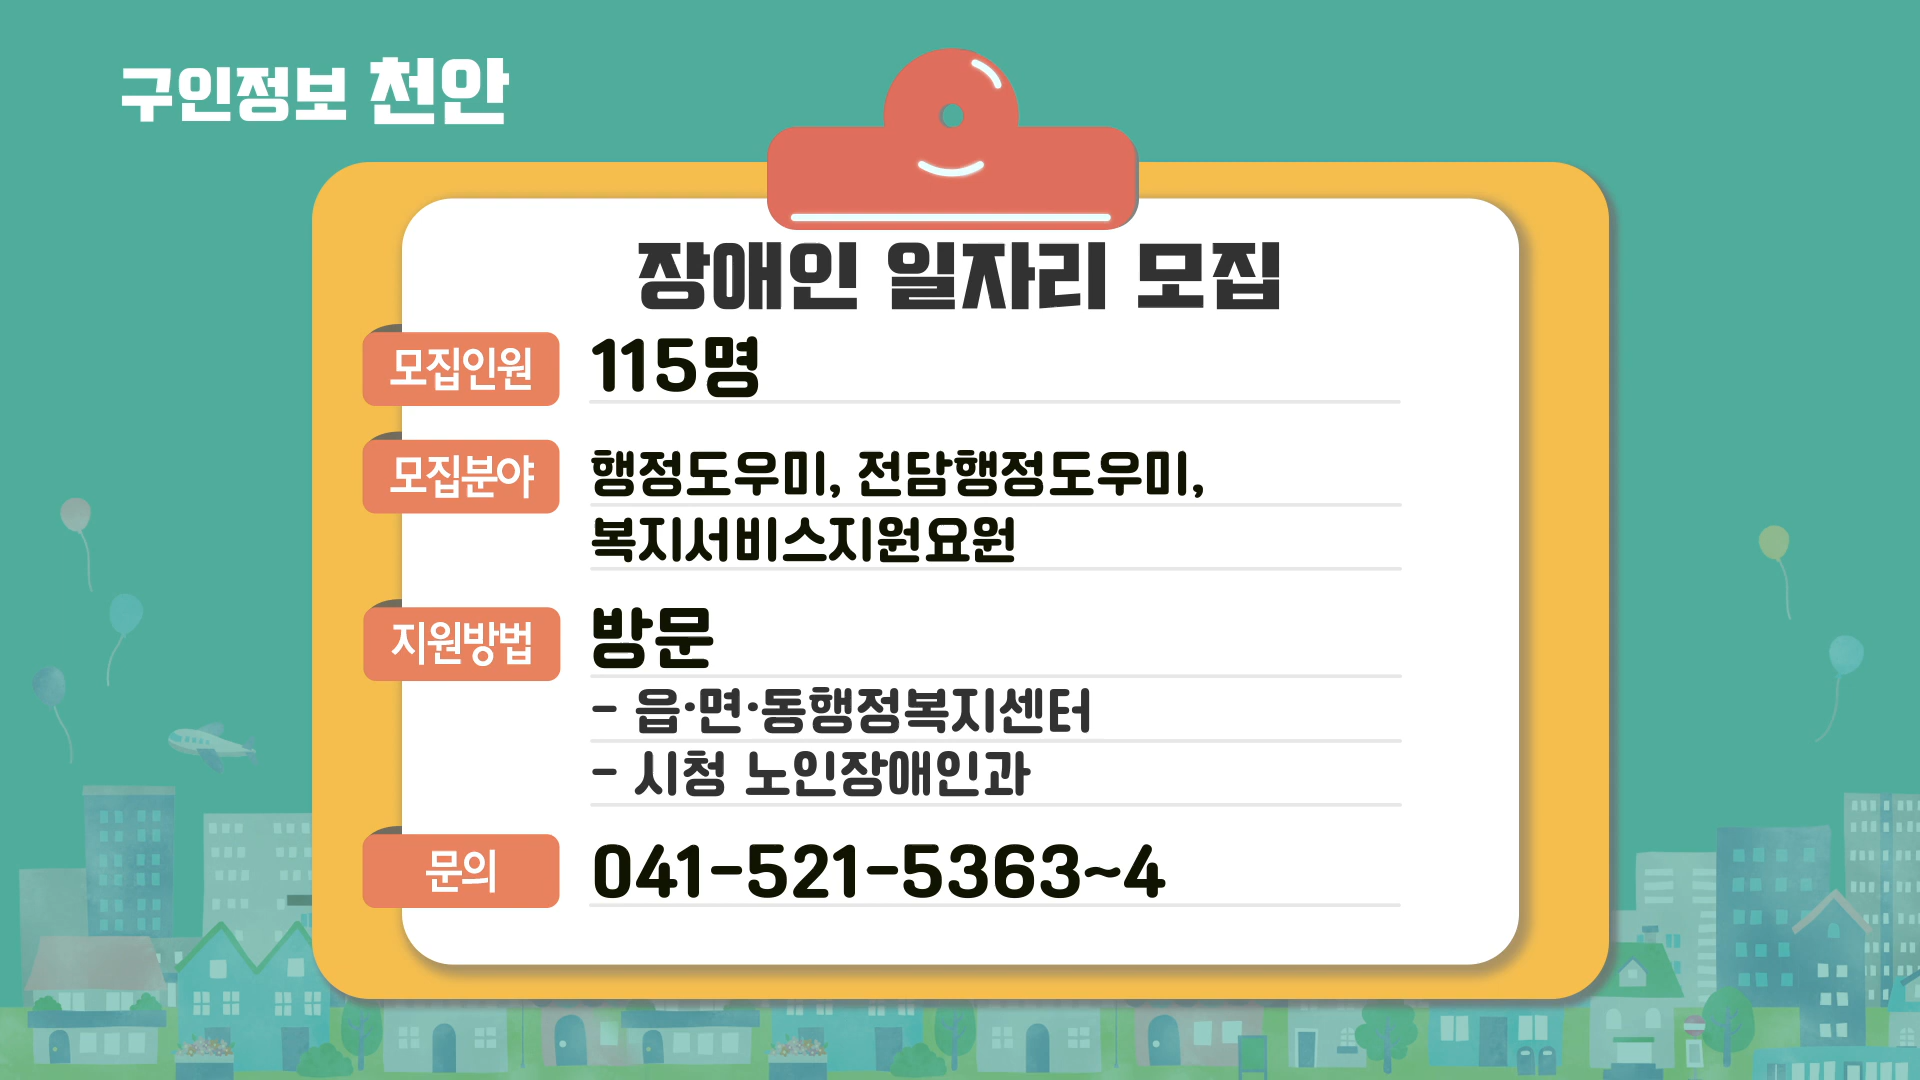 구인정보 천안
장애인 일자리 모집
모집인원 115명
모집분야 행정도우미, 전담행정도우미,
복지서비스지원요원
지원방법 방문
- 읍·면·동행정복지센터
- 시청 노인장애인과
문의 041-521-5363~4